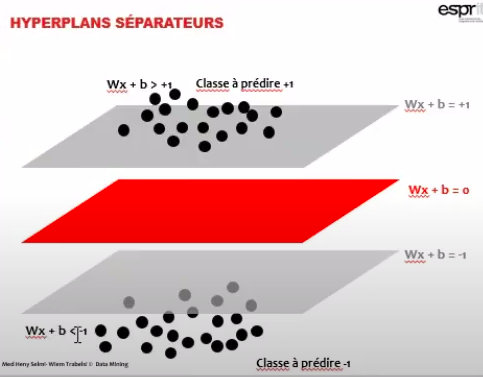 esprit
HYPERPLANS SÉPARATEURS
Wx + b > +1
Classe à prédire +1
Wx + b = +1
Wx + b = 0
Wx + b = -1
Wx + b < -1
Med Heny Selmi- Wiem Trabelsi © Data Mining
Classe à prédire -1